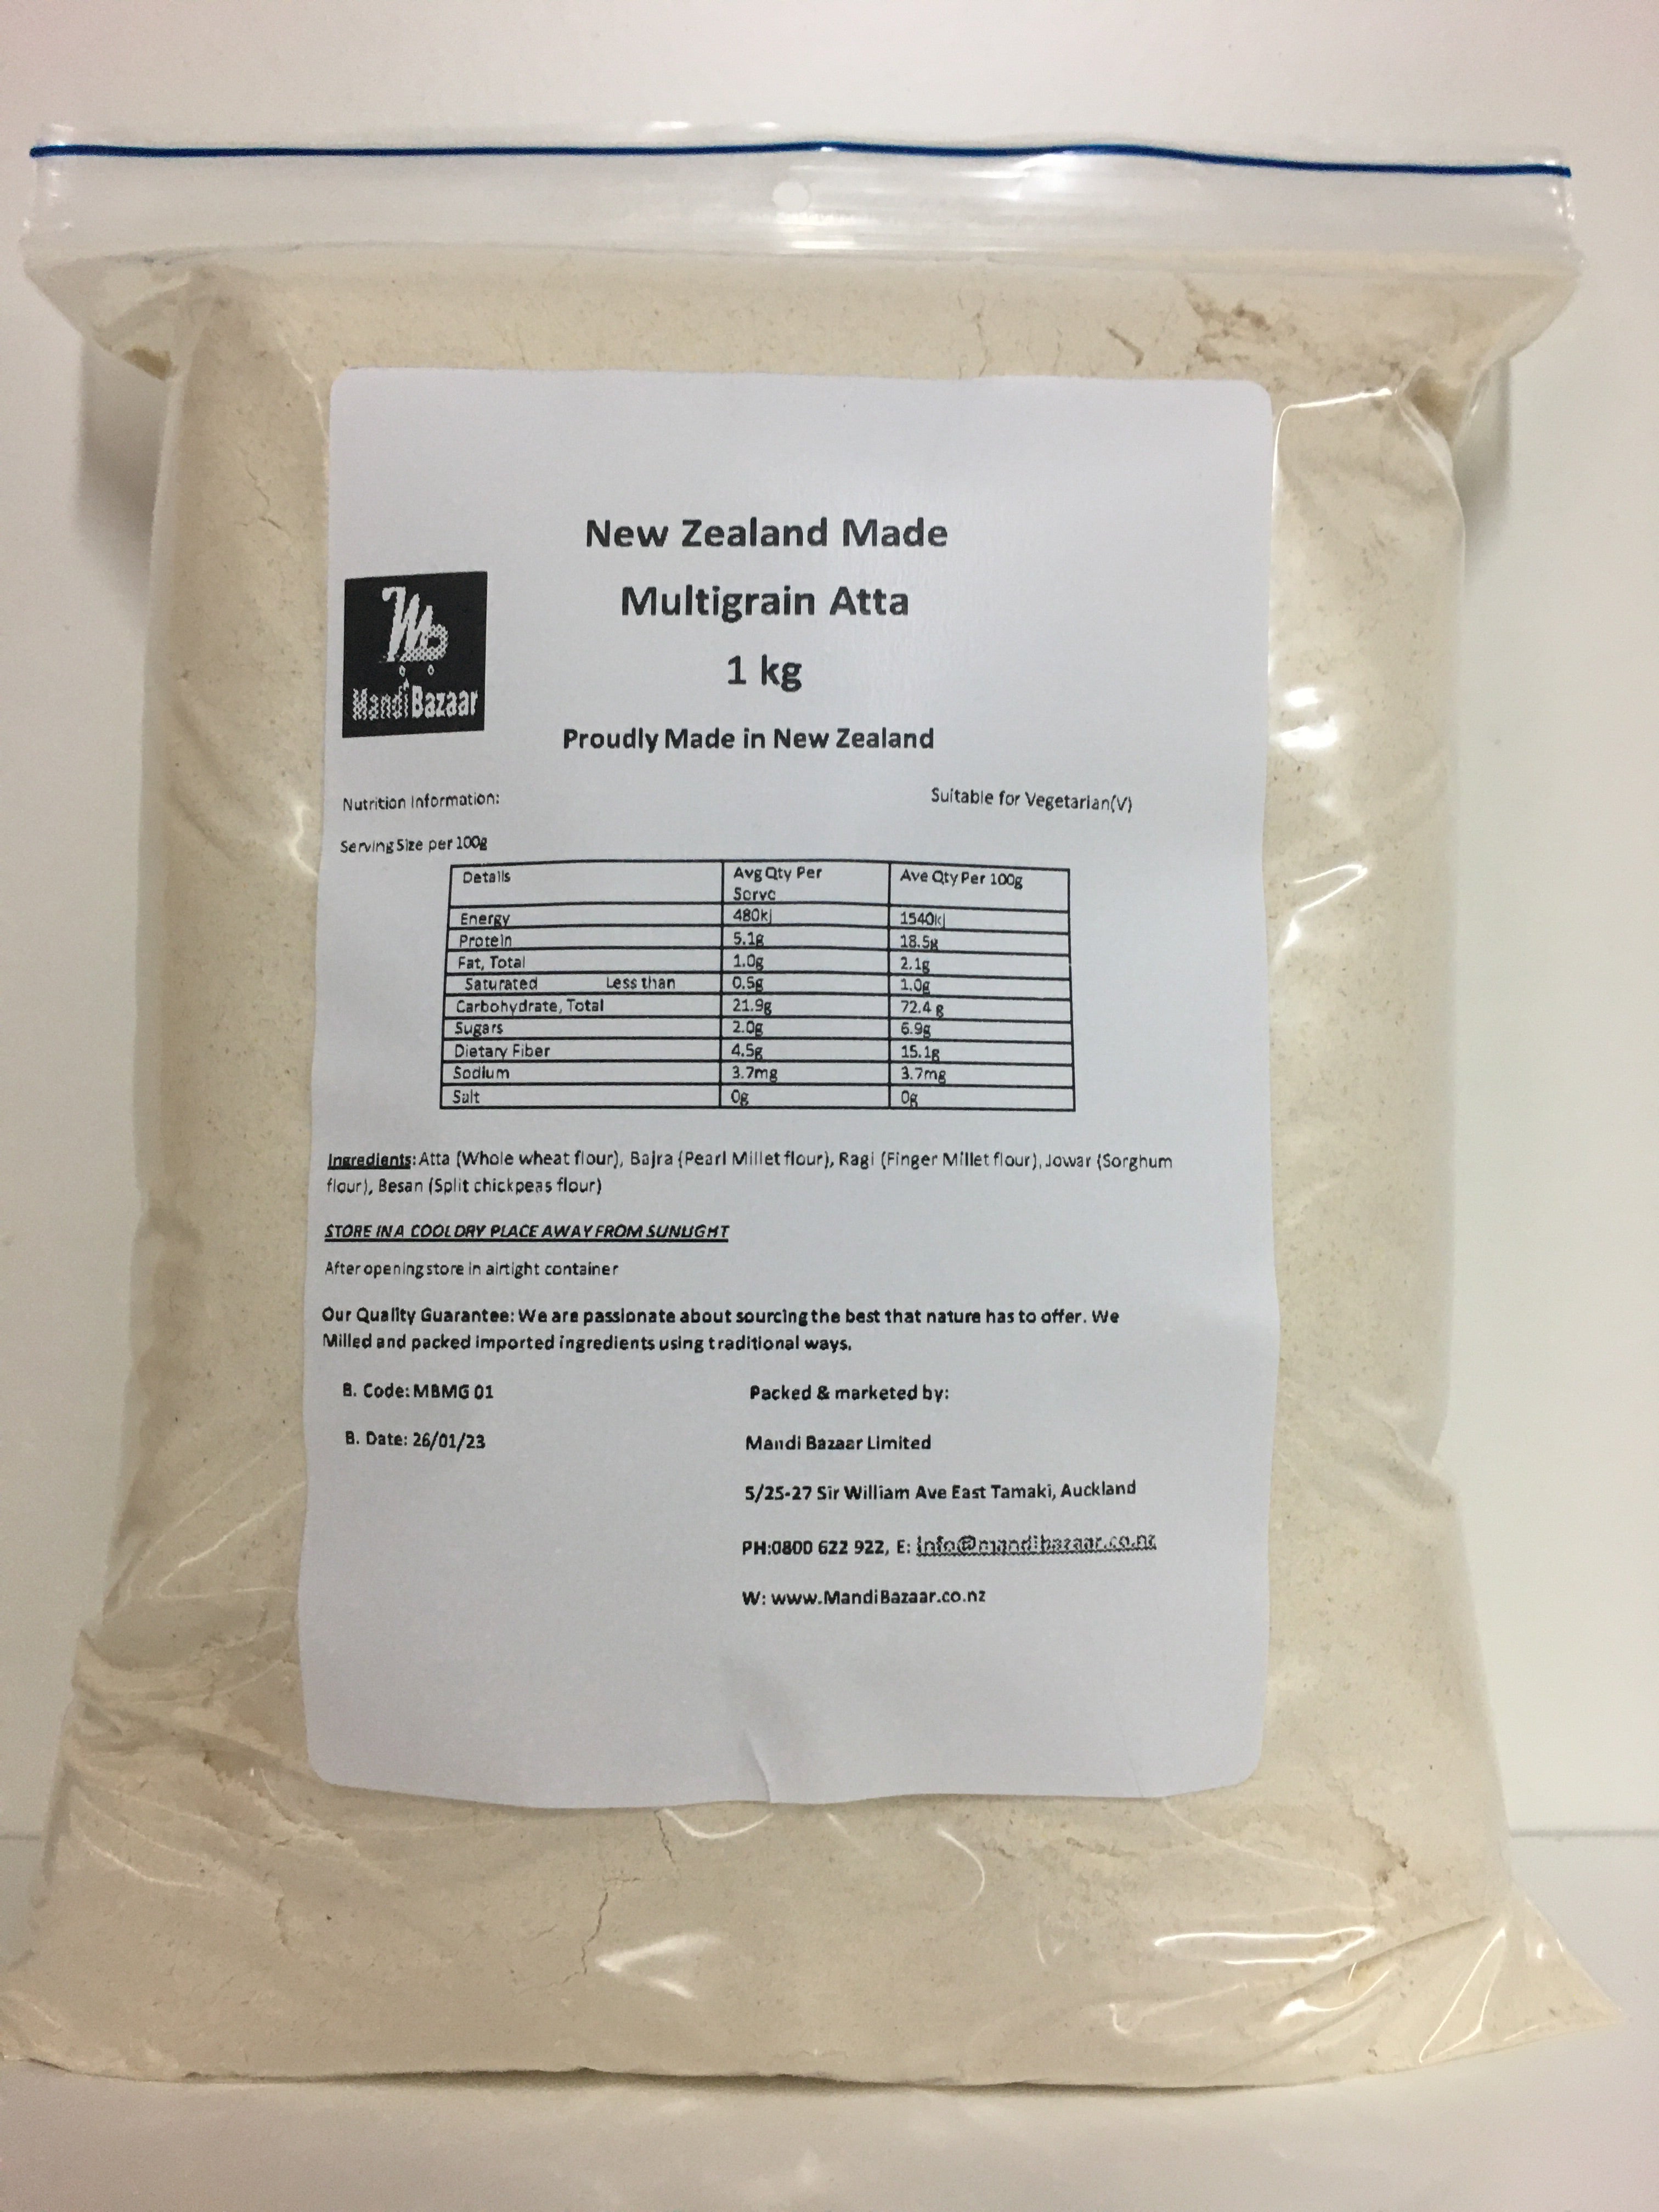 New Zealand Made
Multigrain Atta
1 kg
Mb
Mandi Bazaar
Proudly Made in New Zealand
Nutrition Information: Suitable for Vegetarian(V)
Serving Size per 100g
Details Avg Qty Per Serve Ave Qty Per 100g
Energy 480kj 1540kj
Protein 5.1g 18.5g
Fat, Total 1.0g 2.1g
Saturated Less than 0.5g 1.0g
Carbohydrate, Total 21.9g 72.4 g
Sugars 2.0g 6.9g
Dietary Fiber 4.5g 15.1g
Sodium 3.7mg 3.7mg
Salt 0g 0g
Ingredients: Atta (Whole wheat flour), Bajra (Pearl Millet flour), Ragi (Finger Millet flour), Jowar (Sorghum
flour), Besan (Split chickpeas flour)
STORE IN A COOL DRY PLACE AWAY FROM SUNLIGHT
After opening store in airtight container
Our Quality Guarantee: We are passionate about sourcing the best that nature has to offer. We
Milled and packed imported ingredients using traditional ways.
B. Code: MBMG 01 Packed & marketed by:
B. Date: 26/01/23 Mandi Bazaar Limited
5/25-27 Sir William Ave East Tamaki, Auckland
PH:0800 622 922, E: info@mandibazaar.co.nz
W: www.MandiBazaar.co.nz